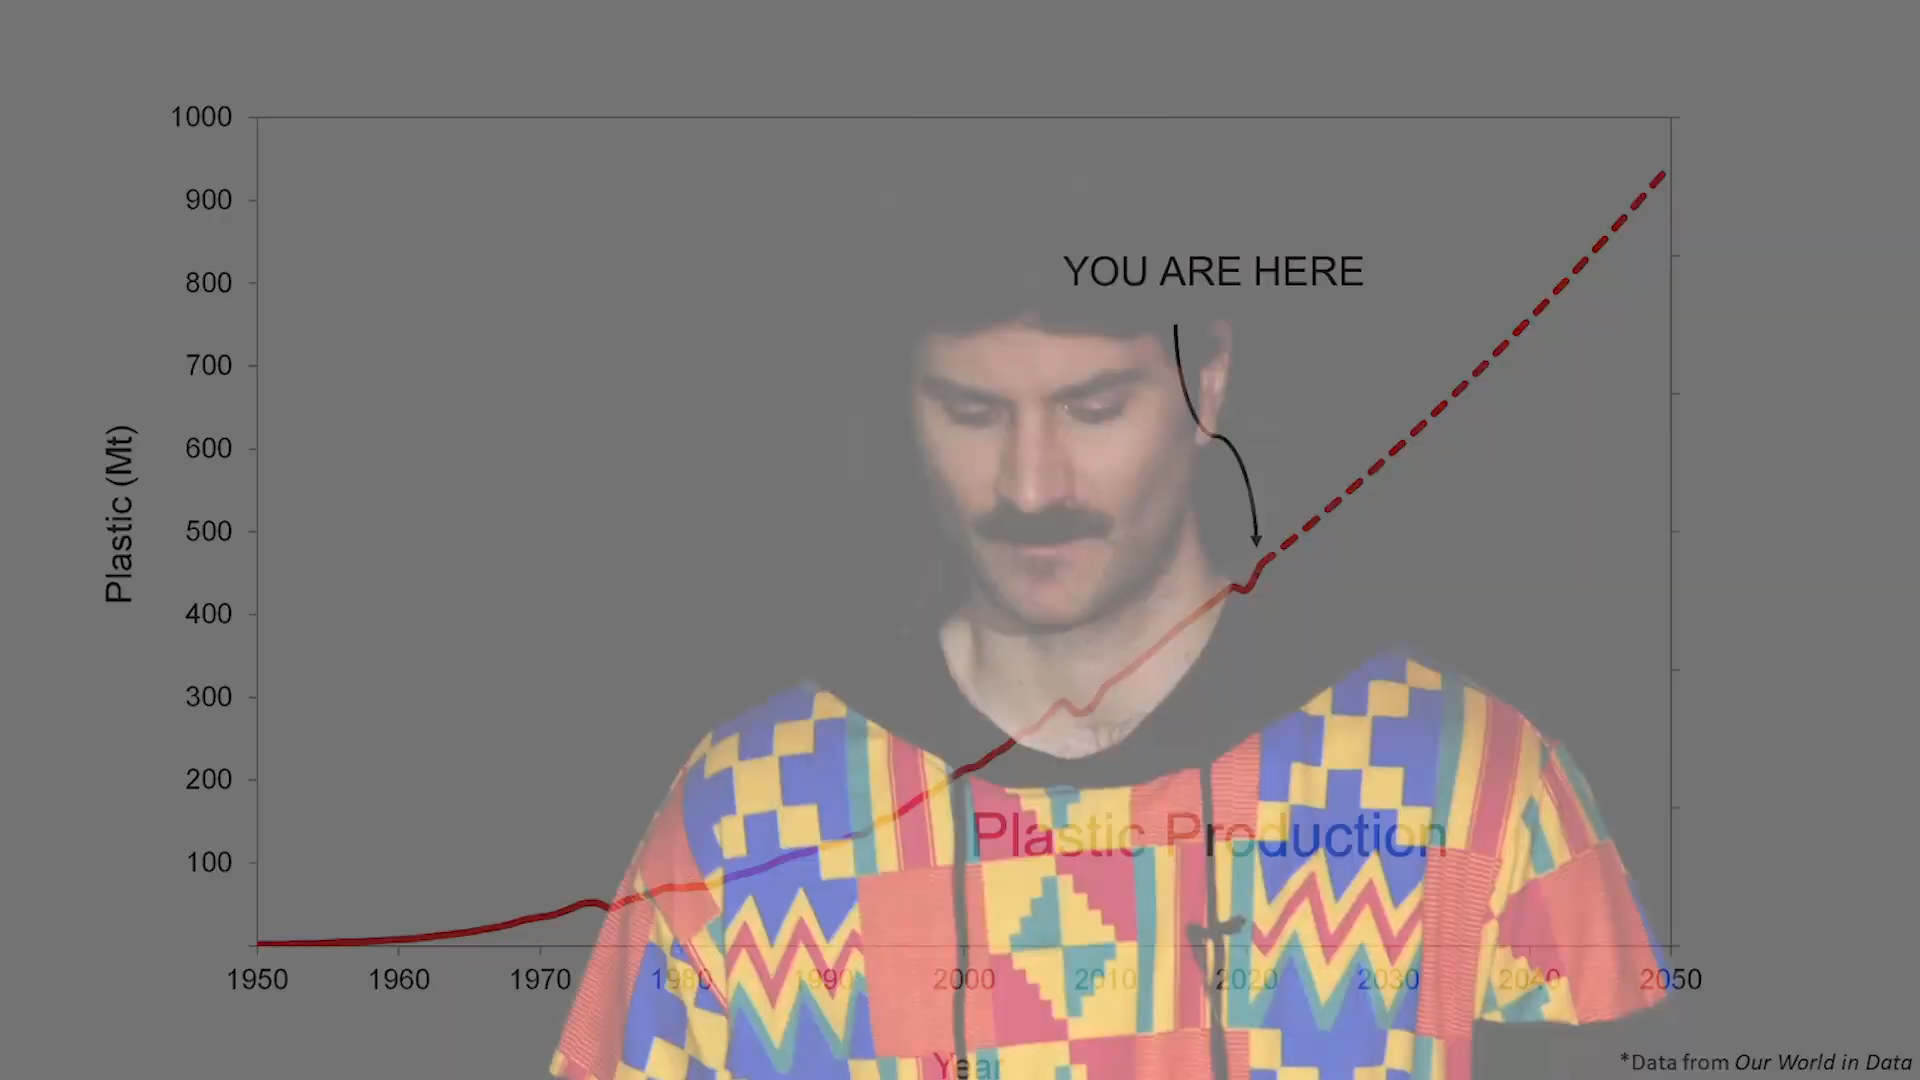 1000
900
800
700
600
500
400
300
200
100
Plastic (Mt)
YOU ARE HERE
Plastic Production
1950 1960 1970 1980 1990 2000 2010 2020 2030 2040 2050
Year
*Data from Our World in Data